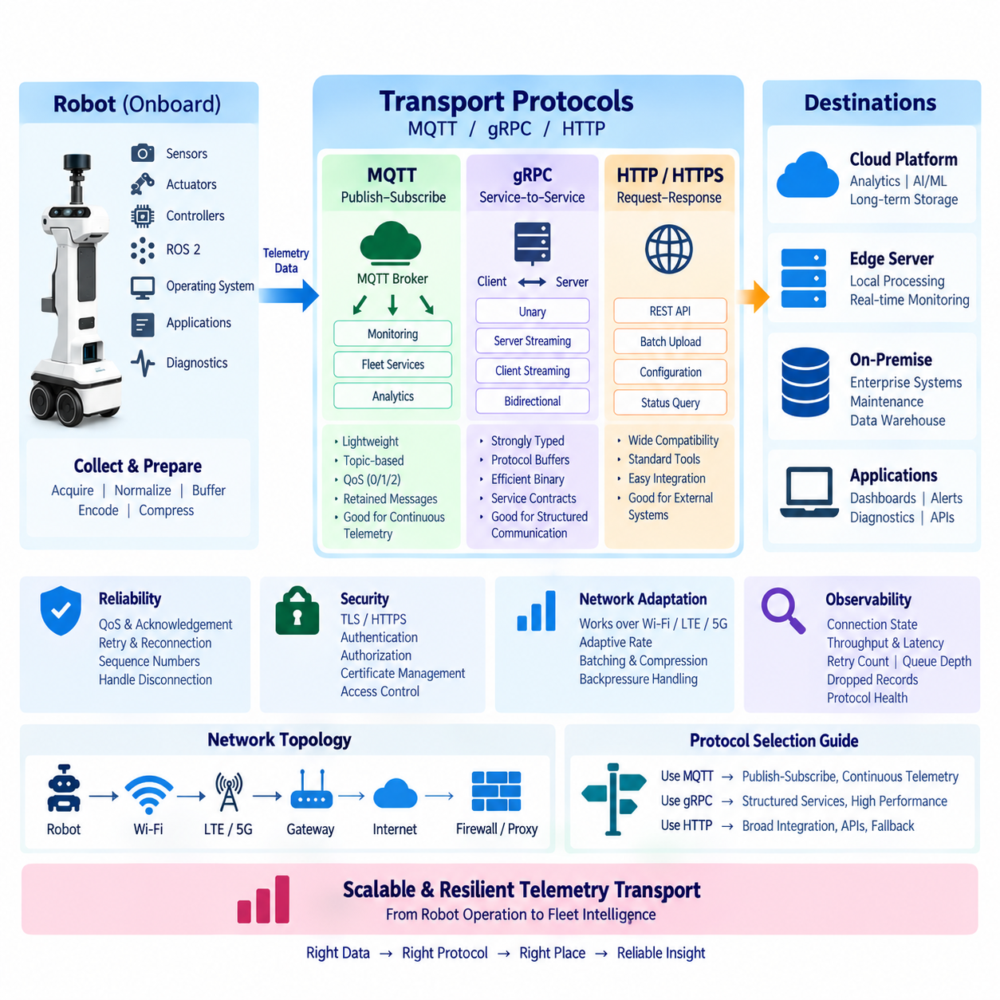 Robot (Onboard)
Sensors
Actuators
Controllers
ROS 2
Operating System
Applications
Diagnostics
Collect & Prepare
Acquire | Normalize | Buffer
Encode | Compress
Telemetry
Data
Transport Protocols
MQTT / gRPC / HTTP
MQTT
Publish–Subscribe
MQTT Broker
Monitoring
Fleet Services
Analytics
• Lightweight
• Topic-based
• QoS (0/1/2)
• Retained Messages
• Good for Continuous
Telemetry
gRPC
Service-to-Service
Client ↔ Server
Unary
Server Streaming
Client Streaming
Bidirectional
• Strongly Typed
• Protocol Buffers
• Efficient Binary
• Service Contracts
• Good for Structured
Communication
HTTP / HTTPS
Request–Response
REST API
Batch Upload
Configuration
Status Query
• Wide Compatibility
• Standard Tools
• Easy Integration
• Good for External
Systems
Destinations
Cloud Platform
Analytics | AI/ML
Long-term Storage
Edge Server
Local Processing
Real-time Monitoring
On-Premise
Enterprise Systems
Maintenance
Data Warehouse
Applications
Dashboards | Alerts
Diagnostics | APIs
Reliability
QoS & Acknowledgement
Retry & Reconnection
Sequence Numbers
Handle Disconnection
Security
TLS / HTTPS
Authentication
Authorization
Certificate Management
Access Control
Network Adaptation
Works over Wi-Fi / LTE / 5G
Adaptive Rate
Batching & Compression
Backpressure Handling
Observability
Connection State
Throughput & Latency
Retry Count | Queue Depth
Dropped Records
Protocol Health
Network Topology
Robot
Wi-Fi
LTE / 5G
Gateway
Internet
Firewall / Proxy
Protocol Selection Guide
Use MQTT → Publish-Subscribe, Continuous Telemetry
Use gRPC → Structured Services, High Performance
Use HTTP → Broad Integration, APIs, Fallback
Scalable & Resilient Telemetry Transport
From Robot Operation to Fleet Intelligence
Right Data → Right Protocol → Right Place → Reliable Insight